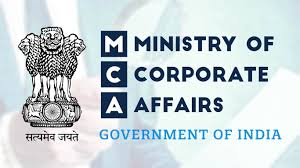 MINISTRY OF
CORPORATE
AFFAIRS
M
C
A
GOVERNMENT OF INDIA
सत्यमेव जयते